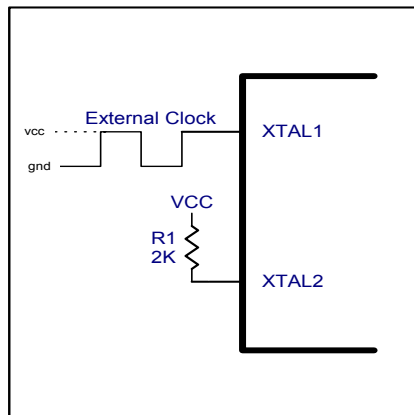 External Clock
vcc
XTAL1
gnd
VCC
R1
2K
XTAL2